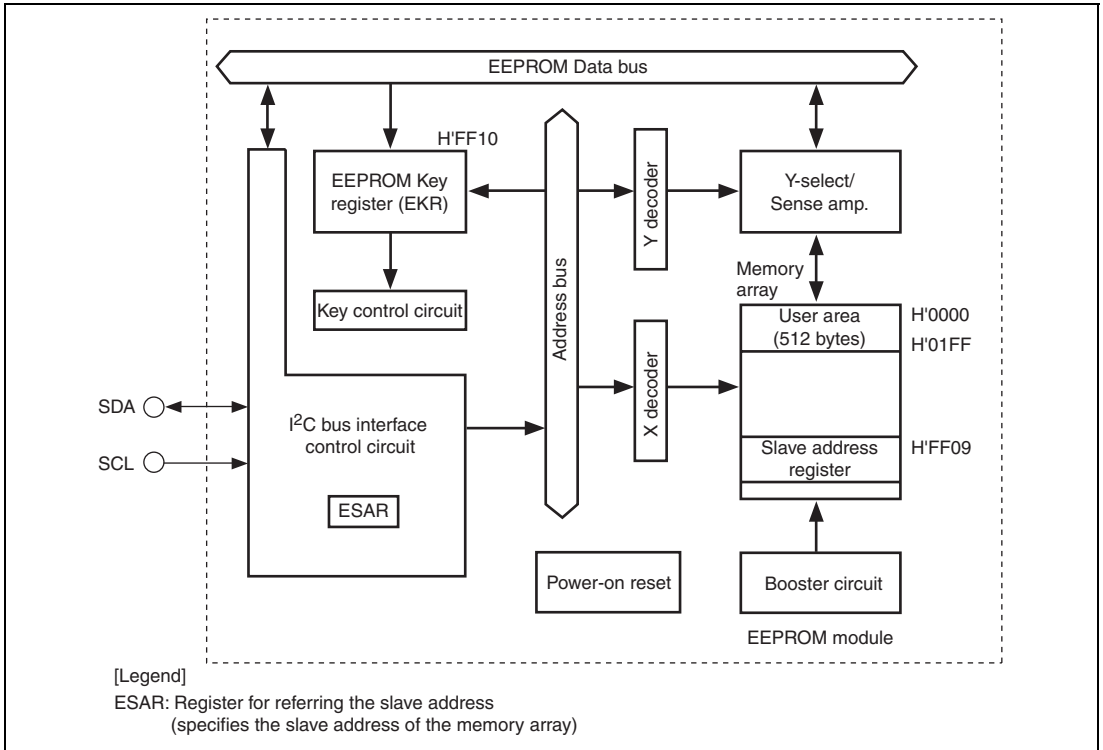 EEPROM Data bus
H'FF10
EEPROM Key
register (EKR)
Y decoder
Y-select/
Sense amp.
Key control circuit
Address bus
Memory
array
User area
(512 bytes)
H'0000
H'01FF
X decoder
SDA
SCL
I2C bus interface
control circuit
Slave address
register
H'FF09
ESAR
Power-on reset
Booster circuit
EEPROM module
[Legend]
ESAR: Register for referring the slave address
(specifies the slave address of the memory array)